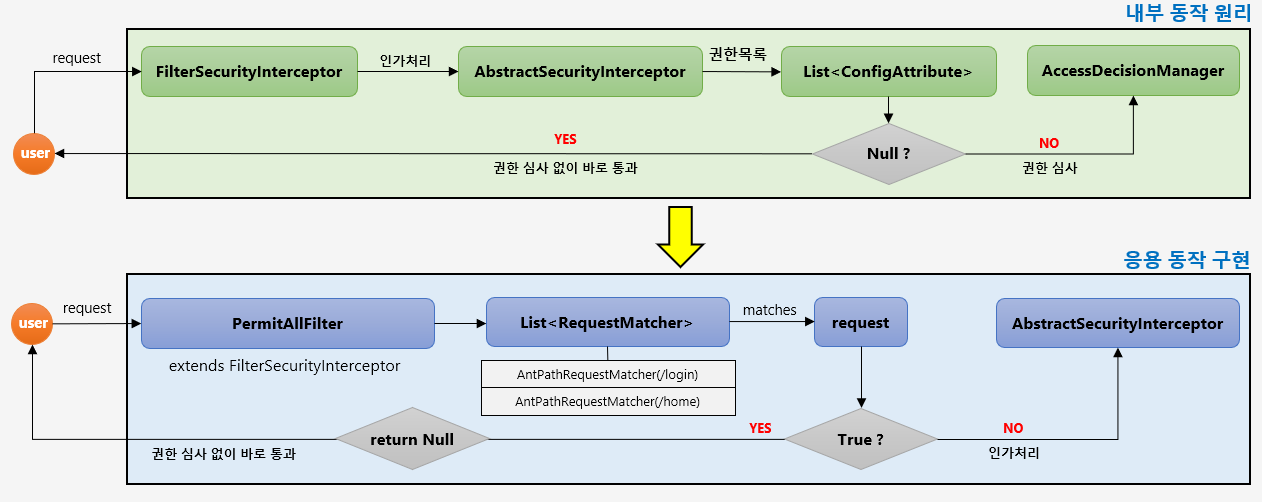 내부 동작 원리
request
FilterSecurityInterceptor
인가처리
AbstractSecurityInterceptor
권한목록
List<ConfigAttribute>
AccessDecisionManager
user
YES
권한 심사 없이 바로 통과
Null ?
NO
권한 심사
응용 동작 구현
user
request
PermitAllFilter
extends FilterSecurityInterceptor
List<RequestMatcher>
AntPathRequestMatcher(/login)
AntPathRequestMatcher(/home)
matches
request
AbstractSecurityInterceptor
권한 심사 없이 바로 통과
return Null
YES
True ?
NO
인가처리